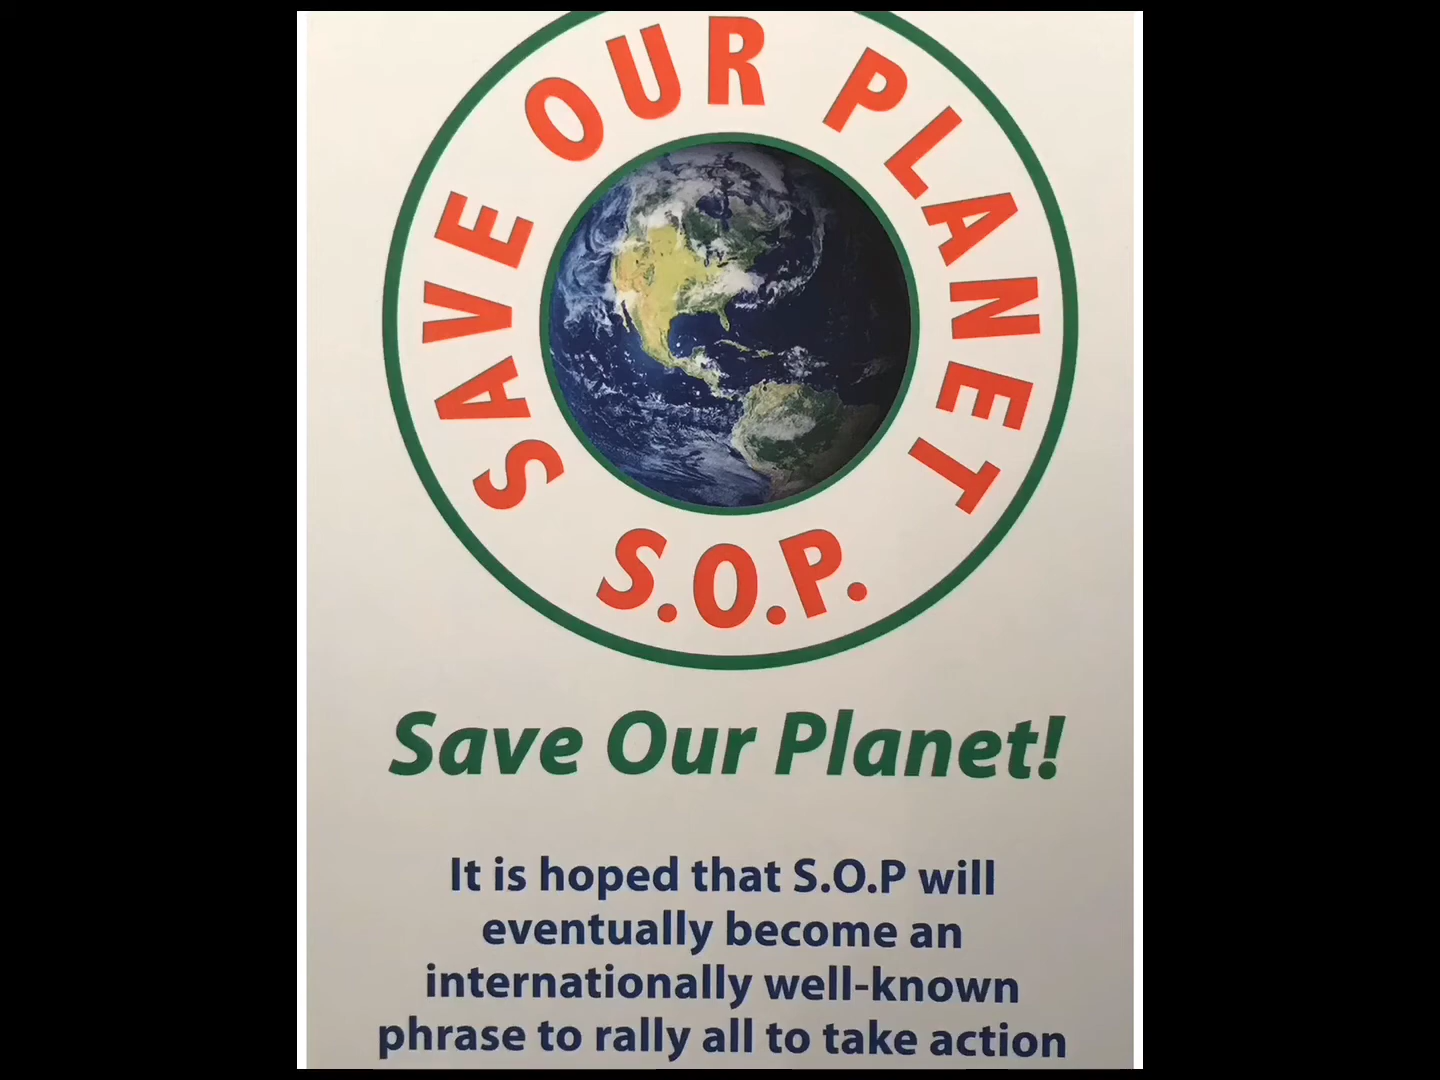 SAVE OUR PLANET
S.O.P.
Save Our Planet!
It is hoped that S.O.P will
eventually become an
internationally well-known
phrase to rally all to take action